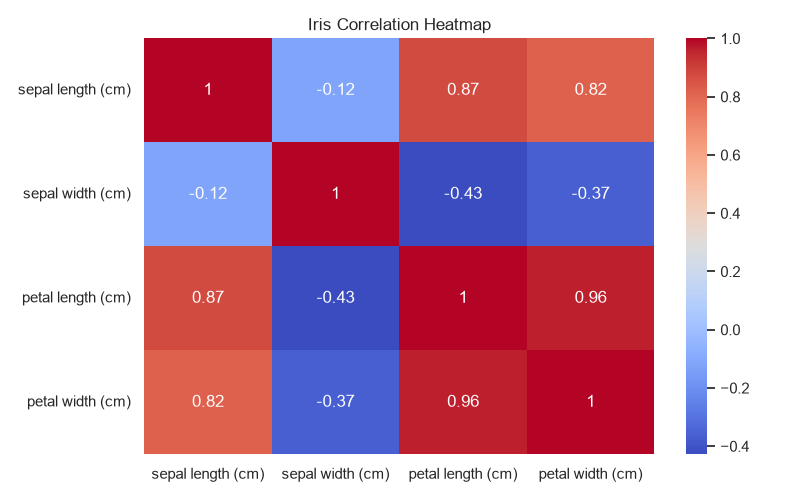 Iris Correlation Heatmap
sepal length (cm) 1 -0.12 0.87 0.82
sepal width (cm) -0.12 1 -0.43 -0.37
petal length (cm) 0.87 -0.43 1 0.96
petal width (cm) 0.82 -0.37 0.96 1
sepal length (cm) sepal width (cm) petal length (cm) petal width (cm)
1.0
0.8
0.6
0.4
0.2
0.0
−0.2
−0.4